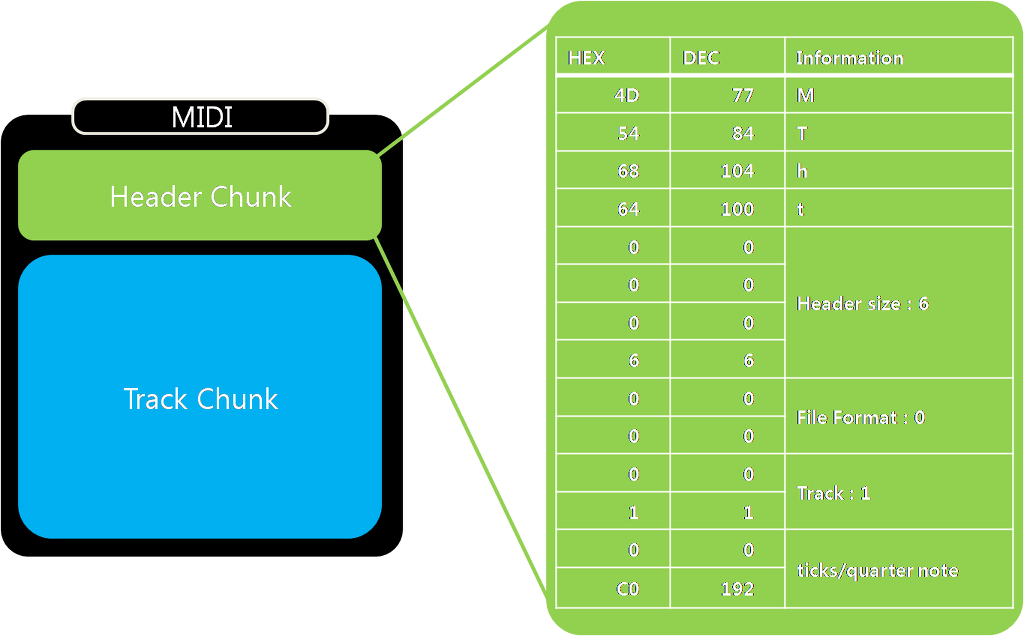 MIDI
Header Chunk
Track Chunk
HEX DEC Information
4D 77 M
54 84 T
68 104 h
64 100 t
0 0
0 0
Header size : 6
0 0
6 6
0 0
File Format : 0
0 0
0 0
Track : 1
1 1
0 0
ticks/quarter note
C0 192